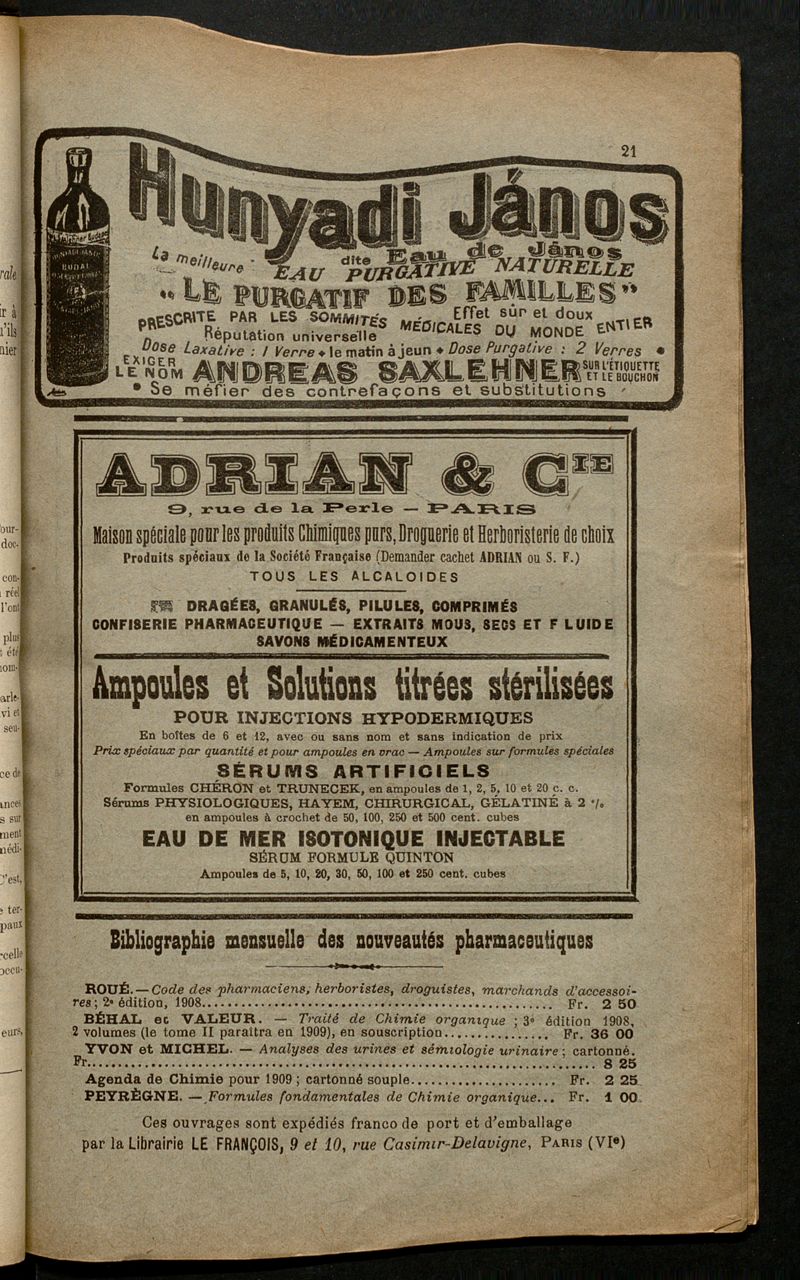 21
Hunyadi János
La meilleure dite Eau de János
EAU PURGATIVE NATURELLE
"LE PURGATIF DES FAMILLES"
PRESCRITE PAR LES SOMMITÉS MÉDICALES DU MONDE ENTIER
Réputation universelle Effet sûr et doux
Dose Laxative : 1 Verre le matin à jeun Dose Purgative : 2 Verres
EXIGER
LE NOM ANDREAS SAXLEHNER SUR L'ÉTIQUETTE ET LE BOUCHON
Se méfier des contrefaçons et substitutions
ADRIAN & CIE
9, rue de la Perle — PARIS
Maison spéciale pour les produits Chimiques purs, Droguerie et Herboristerie de choix
Produits spéciaux de la Société Française (Demander cachet ADRIAN ou S. F.)
TOUS LES ALCALOIDES
DRAGÉES, GRANULÉS, PILULES, COMPRIMÉS
CONFISERIE PHARMACEUTIQUE — EXTRAITS MOUS, SECS ET F LUIDE
SAVONS MÉDICAMENTEUX
Ampoules et Solutions titrées stérilisées
POUR INJECTIONS HYPODERMIQUES
En boîtes de 6 et 12, avec ou sans nom et sans indication de prix
Prix spéciaux par quantité et pour ampoules en vrac — Ampoules sur formules spéciales
SÉRUMS ARTIFICIELS
Formules CHÉRON et TRUNECEK, en ampoules de 1, 2, 5, 10 et 20 c. c.
Sérums PHYSIOLOGIQUES, HAYEM, CHIRURGICAL, GÉLATINÉ à 2 %
en ampoules à crochet de 50, 100, 250 et 500 cent. cubes
EAU DE MER ISOTONIQUE INJECTABLE
SÉRUM FORMULE QUINTON
Ampoules de 5, 10, 20, 30, 50, 100 et 250 cent. cubes
Bibliographie mensuelle des nouveautés pharmaceutiques
ROUÉ. — Code des pharmaciens, herboristes, droguistes, marchands d'accessoi-
res ; 2e édition, 1908........ Fr. 2 50
BÉHAL et VALEUR. — Traité de Chimie organique ; 3e édition 1908,
2 volumes (le tome II paraîtra en 1909), en souscription........ Fr. 36 00
YVON et MICHEL. — Analyses des urines et sémiologie urinaire ; cartonné.
Fr........ 8 25
Agenda de Chimie pour 1909 ; cartonné souple........ Fr. 2 25
PEYRÈGNE. — Formules fondamentales de Chimie organique... Fr. 1 00
Ces ouvrages sont expédiés franco de port et d'emballage
par la Librairie LE FRANÇOIS, 9 et 10, rue Casimir-Delavigne, PARIS (VIe)